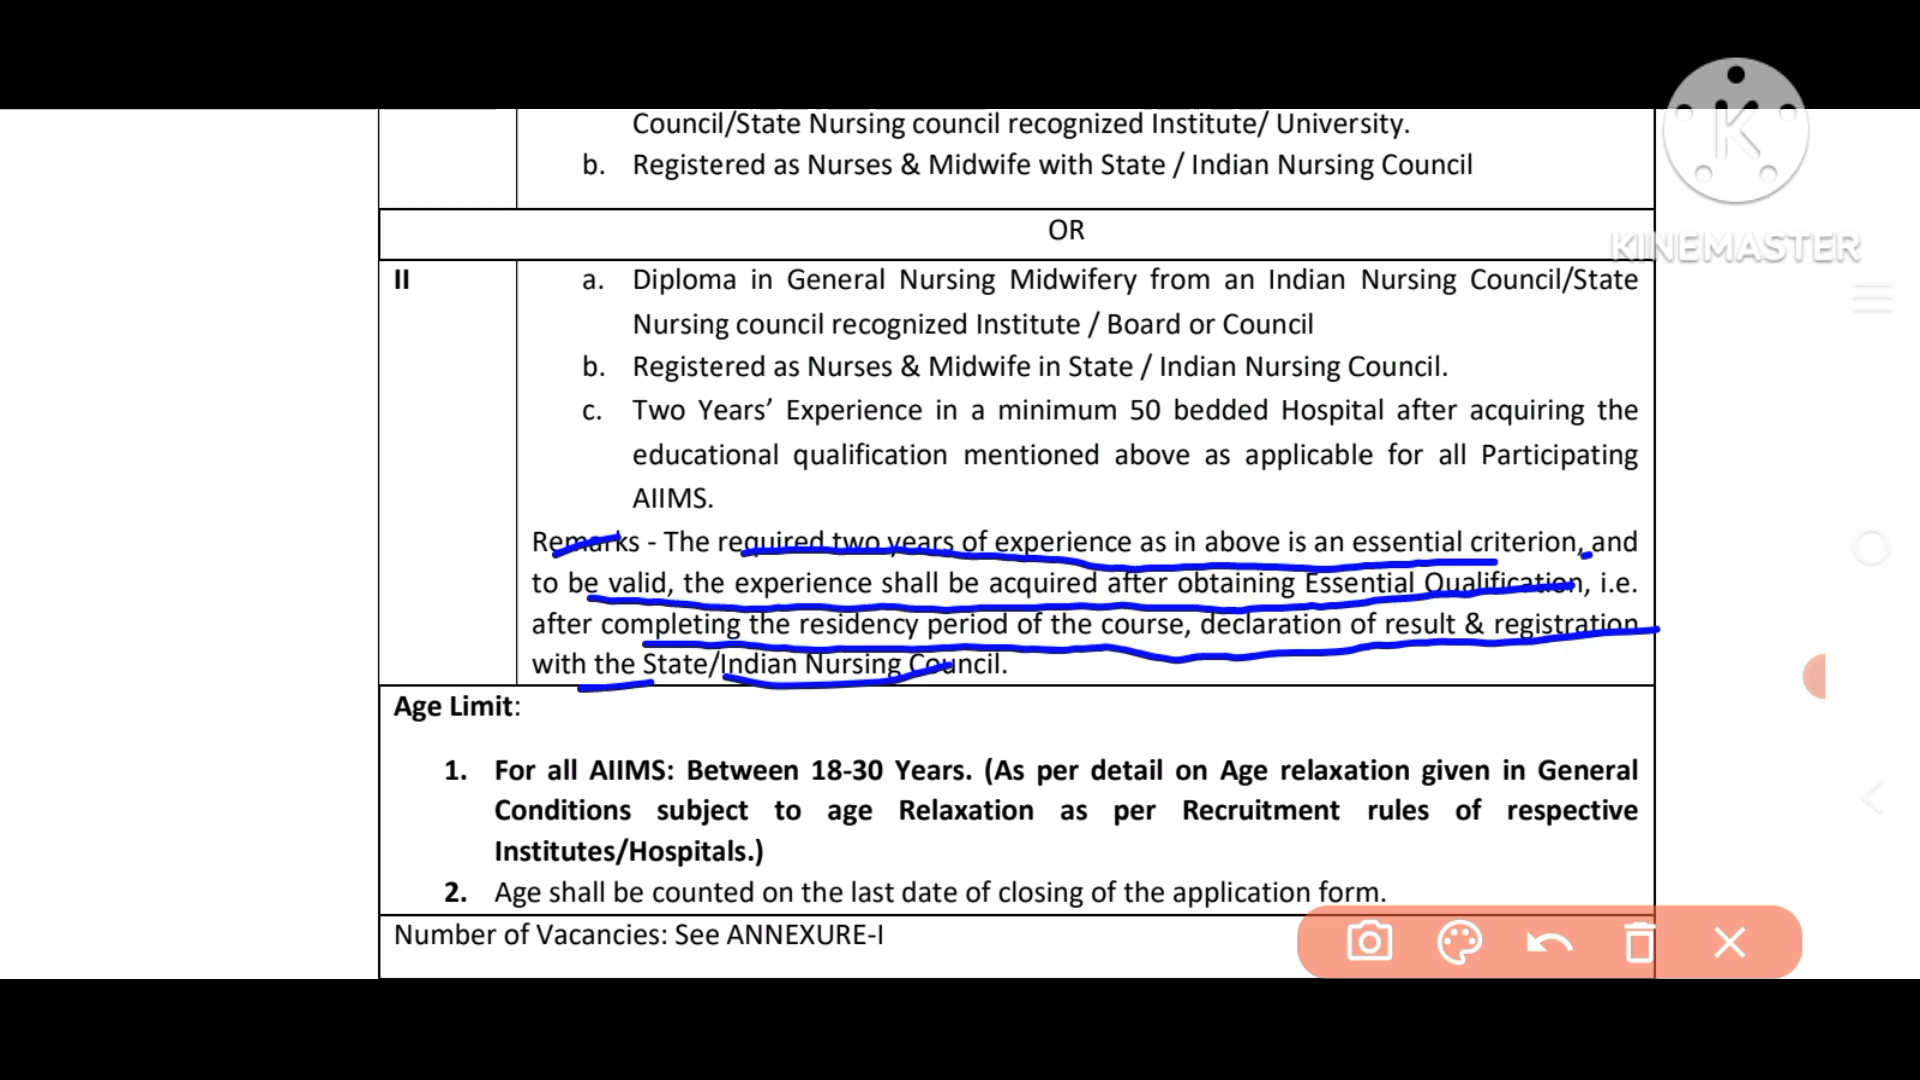 Council/State Nursing council recognized Institute/ University.
b. Registered as Nurses & Midwife with State / Indian Nursing Council
K
KINEMASTER
OR
II
a. Diploma in General Nursing Midwifery from an Indian Nursing Council/State
Nursing council recognized Institute / Board or Council
b. Registered as Nurses & Midwife in State / Indian Nursing Council.
c. Two Years’ Experience in a minimum 50 bedded Hospital after acquiring the
educational qualification mentioned above as applicable for all Participating
AIIMS.
Remarks - The required two years of experience as in above is an essential criterion, and
to be valid, the experience shall be acquired after obtaining Essential Qualification, i.e.
after completing the residency period of the course, declaration of result & registration
with the State/Indian Nursing Council.
Age Limit:
1. For all AIIMS: Between 18-30 Years. (As per detail on Age relaxation given in General
Conditions subject to age Relaxation as per Recruitment rules of respective
Institutes/Hospitals.)
2. Age shall be counted on the last date of closing of the application form.
Number of Vacancies: See ANNEXURE-I